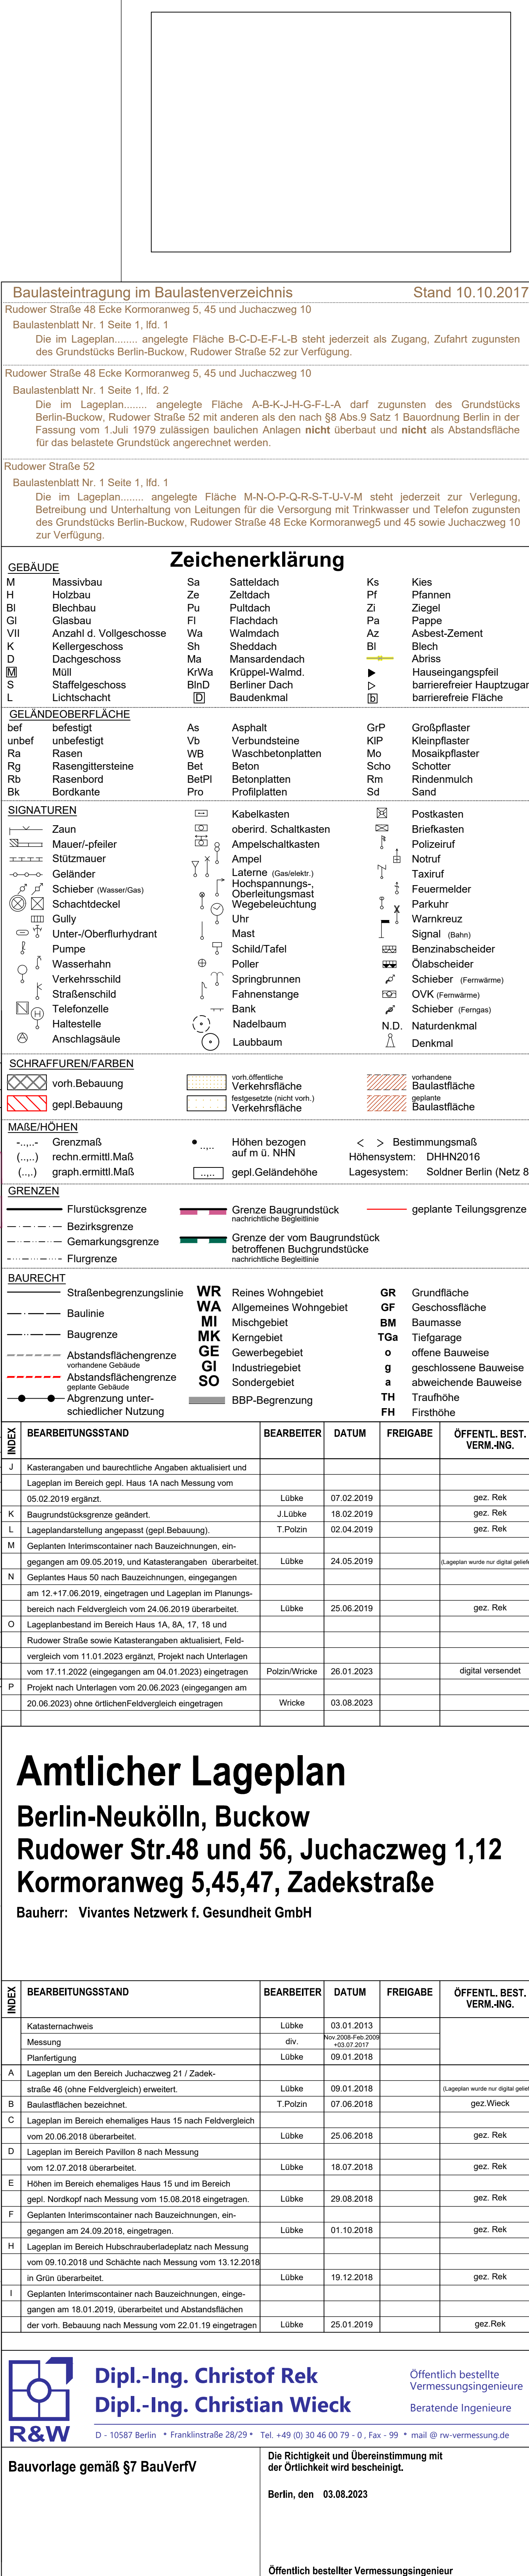 Baulasteintragung im Baulastenverzeichnis Stand 10.10.2017
Rudower Straße 48 Ecke Kormoranweg 5, 45 und Juchaczweg 10
Baulastenblatt Nr. 1 Seite 1, lfd. 1
Die im Lageplan........ angelegte Fläche B-C-D-E-F-L-B steht jederzeit als Zugang, Zufahrt zugunsten
des Grundstücks Berlin-Buckow, Rudower Straße 52 zur Verfügung.
Rudower Straße 48 Ecke Kormoranweg 5, 45 und Juchaczweg 10
Baulastenblatt Nr. 1 Seite 1, lfd. 2
Die im Lageplan........ angelegte Fläche A-B-K-J-H-G-F-L-A darf zugunsten des Grundstücks
Berlin-Buckow, Rudower Straße 52 mit anderen als den nach §8 Abs.9 Satz 1 Bauordnung Berlin in der
Fassung vom 1.Juli 1979 zulässigen baulichen Anlagen nicht überbaut und nicht als Abstandsfläche
für das belastete Grundstück angerechnet werden.
Rudower Straße 52
Baulastenblatt Nr. 1 Seite 1, lfd. 1
Die im Lageplan........ angelegte Fläche M-N-O-P-Q-R-S-T-U-V-M steht jederzeit zur Verlegung,
Betreibung und Unterhaltung von Leitungen für die Versorgung mit Trinkwasser und Telefon zugunsten
des Grundstücks Berlin-Buckow, Rudower Straße 48 Ecke Kormoranweg5 und 45 sowie Juchaczweg 10
zur Verfügung.
Zeichenerklärung
GEBÄUDE
M Massivbau Sa Satteldach Ks Kies
H Holzbau Ze Zeltdach Pf Pfannen
Bl Blechbau Pu Pultdach Zi Ziegel
Gl Glasbau Fl Flachdach Pa Pappe
VII Anzahl d. Vollgeschosse Wa Walmdach Az Asbest-Zement
K Kellergeschoss Sh Sheddach Bl Blech
D Dachgeschoss Ma Mansardendach Abriss
M Müll KrWa Krüppel-Walmd. Hauseingangspfeil
S Staffelgeschoss BlnD Berliner Dach barrierefreier Hauptzugan
L Lichtschacht D Baudenkmal b barrierefreie Fläche
GELÄNDEOBERFLÄCHE
bef befestigt As Asphalt GrP Großpflaster
unbef unbefestigt Vb Verbundsteine KlP Kleinpflaster
Ra Rasen WB Waschbetonplatten Mo Mosaikpflaster
Rg Rasengittersteine Bet Beton Scho Schotter
Rb Rasenbord BetPl Betonplatten Rm Rindenmulch
Bk Bordkante Pro Profilplatten Sd Sand
SIGNATUREN
Kabelkasten Postkasten
Zaun oberird. Schaltkasten Briefkasten
Mauer/-pfeiler Ampelschaltkasten Polizeiruf
Stützmauer Ampel Notruf
Geländer Laterne (Gas/elektr.) Taxiruf
Schieber (Wasser/Gas) Hochspannungs-,
Oberleitungsmast Feuermelder
Schachtdeckel Wegebeleuchtung Parkuhr
Gully Uhr Warnkreuz
Unter-/Oberflurhydrant Mast Signal (Bahn)
Pumpe Schild/Tafel Benzinabscheider
Wasserhahn Poller Ölabscheider
Verkehrsschild Springbrunnen Schieber (Fernwärme)
Straßenschild Fahnenstange OVK (Fernwärme)
Telefonzelle Bank Schieber (Ferngas)
H Haltestelle Nadelbaum N.D. Naturdenkmal
Anschlagsäule Laubbaum Denkmal
SCHRAFFUREN/FARBEN
vorh.Bebauung vorh.öffentliche
Verkehrsfläche vorhandene
Baulastfläche
gepl.Bebauung festgesetzte (nicht vorh.)
Verkehrsfläche geplante
Baulastfläche
MAßE/HÖHEN
-..,..- Grenzmaß ..,.. Höhen bezogen
auf m ü. NHN < > Bestimmungsmaß
(..,..) rechn.ermittl.Maß Höhensystem: DHHN2016
(..,.) graph.ermittl.Maß ..,.. gepl.Geländehöhe Lagesystem: Soldner Berlin (Netz 8
GRENZEN
Flurstücksgrenze Grenze Baugrundstück geplante Teilungsgrenze
nachrichtliche Begleitlinie
Bezirksgrenze
Gemarkungsgrenze Grenze der vom Baugrundstück
betroffenen Buchgrundstücke
Flurgrenze nachrichtliche Begleitlinie
BAURECHT
Straßenbegrenzungslinie WR Reines Wohngebiet GR Grundfläche
WA Allgemeines Wohngebiet GF Geschossfläche
Baulinie MI Mischgebiet BM Baumasse
Baugrenze MK Kerngebiet TGa Tiefgarage
Abstandsflächengrenze GE Gewerbegebiet o offene Bauweise
vorhandene Gebäude
GI Industriegebiet g geschlossene Bauweise
Abstandsflächengrenze SO Sondergebiet a abweichende Bauweise
geplante Gebäude
Abgrenzung unter-
schiedlicher Nutzung BBP-Begrenzung TH Traufhöhe
FH Firsthöhe
INDEX BEARBEITUNGSSTAND BEARBEITER DATUM FREIGABE ÖFFENTL. BEST.
VERM.-ING.
J Kasterangaben und baurechtliche Angaben aktualisiert und
Lageplan im Bereich gepl. Haus 1A nach Messung vom
05.02.2019 ergänzt. Lübke 07.02.2019 gez. Rek
K Baugrundstücksgrenze geändert. J.Lübke 18.02.2019 gez. Rek
L Lageplandarstellung angepasst (gepl.Bebauung). T.Polzin 02.04.2019 gez. Rek
M Geplanten Interimscontainer nach Bauzeichnungen, ein-
gegangen am 09.05.2019, und Katasterangaben überarbeitet. Lübke 24.05.2019 (Lageplan wurde nur digital geliefe
N Geplantes Haus 50 nach Bauzeichnungen, eingegangen
am 12.+17.06.2019, eingetragen und Lageplan im Planungs-
bereich nach Feldvergleich vom 24.06.2019 überarbeitet. Lübke 25.06.2019 gez. Rek
O Lageplanbestand im Bereich Haus 1A, 8A, 17, 18 und
Rudower Straße sowie Katasterangaben aktualisiert, Feld-
vergleich vom 11.01.2023 ergänzt, Projekt nach Unterlagen
vom 17.11.2022 (eingegangen am 04.01.2023) eingetragen Polzin/Wricke 26.01.2023 digital versendet
P Projekt nach Unterlagen vom 20.06.2023 (eingegangen am
20.06.2023) ohne örtlichenFeldvergleich eingetragen Wricke 03.08.2023
Amtlicher Lageplan
Berlin-Neukölln, Buckow
Rudower Str.48 und 56, Juchaczweg 1,12
Kormoranweg 5,45,47, Zadekstraße
Bauherr: Vivantes Netzwerk f. Gesundheit GmbH
INDEX BEARBEITUNGSSTAND BEARBEITER DATUM FREIGABE ÖFFENTL. BEST.
VERM.-ING.
Katasternachweis Lübke 03.01.2013
Messung div. Nov.2008-Feb.2009
+03.07.2017
Planfertigung Lübke 09.01.2018
A Lageplan um den Bereich Juchaczweg 21 / Zadek-
straße 46 (ohne Feldvergleich) erweitert. Lübke 09.01.2018 (Lageplan wurde nur digital gelief
B Baulastflächen bezeichnet. T.Polzin 07.06.2018 gez.Wieck
C Lageplan im Bereich ehemaliges Haus 15 nach Feldvergleich
vom 20.06.2018 überarbeitet. Lübke 25.06.2018 gez. Rek
D Lageplan im Bereich Pavillon 8 nach Messung
vom 12.07.2018 überarbeitet. Lübke 18.07.2018 gez. Rek
E Höhen im Bereich ehemaliges Haus 15 und im Bereich
gepl. Nordkopf nach Messung vom 15.08.2018 eingetragen. Lübke 29.08.2018 gez. Rek
F Geplanten Interimscontainer nach Bauzeichnungen, ein-
gegangen am 24.09.2018, eingetragen. Lübke 01.10.2018 gez. Rek
H Lageplan im Bereich Hubschrauberladeplatz nach Messung
vom 09.10.2018 und Schächte nach Messung vom 13.12.2018
in Grün überarbeitet. Lübke 19.12.2018 gez. Rek
I Geplanten Interimscontainer nach Bauzeichnungen, einge-
gangen am 18.01.2019, überarbeitet und Abstandsflächen
der vorh. Bebauung nach Messung vom 22.01.19 eingetragen Lübke 25.01.2019 gez.Rek
R&W
Dipl.-Ing. Christof Rek
Dipl.-Ing. Christian Wieck
Öffentlich bestellte
Vermessungsingenieure
Beratende Ingenieure
D - 10587 Berlin * Franklinstraße 28/29 * Tel. +49 (0) 30 46 00 79 - 0 , Fax - 99 * mail @ rw-vermessung.de
Bauvorlage gemäß §7 BauVerfV
Die Richtigkeit und Übereinstimmung mit
der Örtlichkeit wird bescheinigt.
Berlin, den 03.08.2023
Öffentlich bestellter Vermessungsingenieur